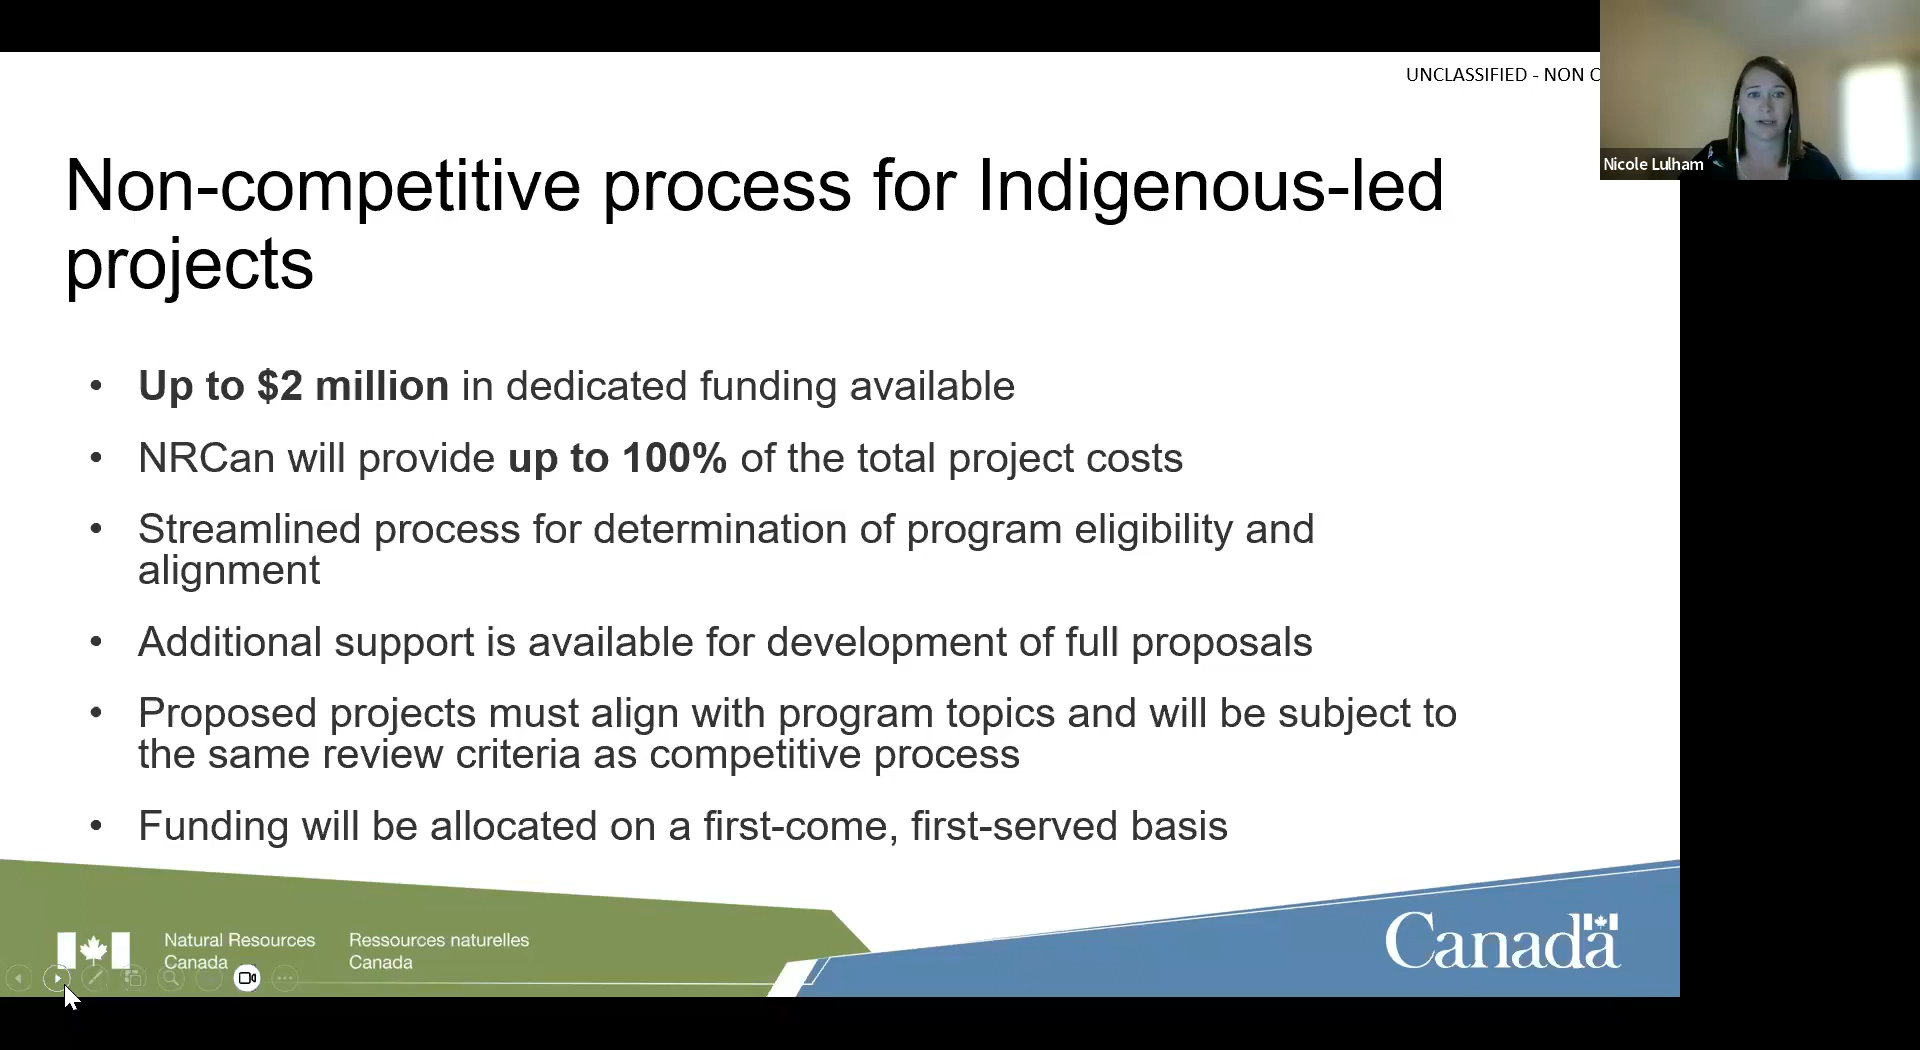 UNCLASSIFIED - NON C
Nicole Lulham
Non-competitive process for Indigenous-led
projects
• Up to $2 million in dedicated funding available
• NRCan will provide up to 100% of the total project costs
• Streamlined process for determination of program eligibility and
alignment
• Additional support is available for development of full proposals
• Proposed projects must align with program topics and will be subject to
the same review criteria as competitive process
• Funding will be allocated on a first-come, first-served basis
Natural Resources
Canada
Ressources naturelles
Canada
Canada